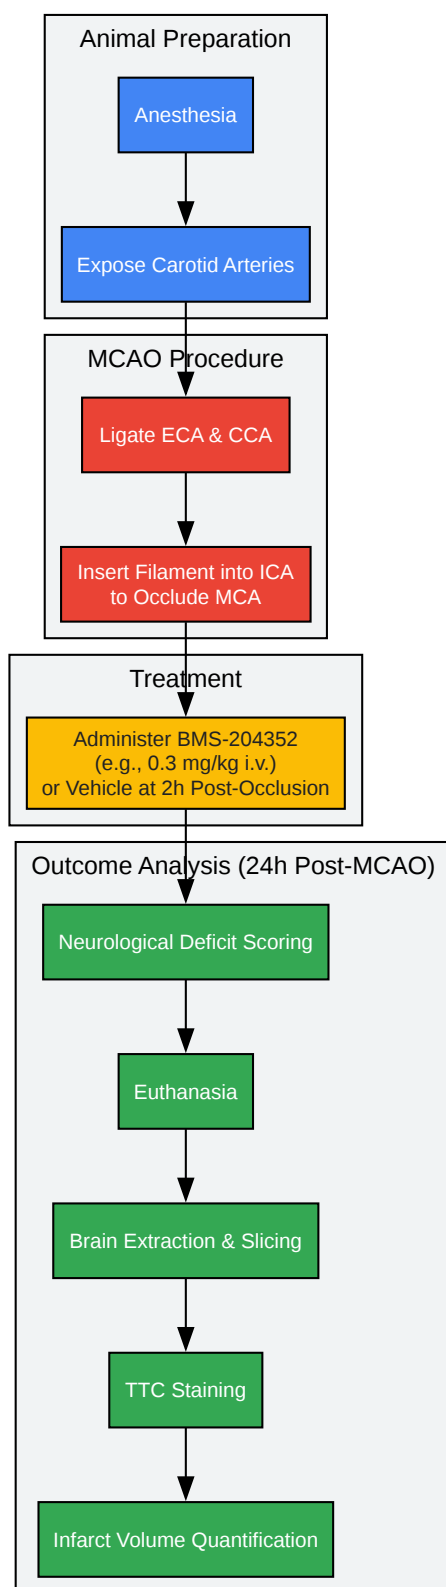 Animal Preparation
Anesthesia
Expose Carotid Arteries
MCAO Procedure
Ligate ECA & CCA
Insert Filament into ICA
to Occlude MCA
Treatment
Administer BMS-204352
(e.g., 0.3 mg/kg i.v.)
or Vehicle at 2h Post-Occlusion
Outcome Analysis (24h Post-MCAO)
Neurological Deficit Scoring
Euthanasia
Brain Extraction & Slicing
TTC Staining
Infarct Volume Quantification